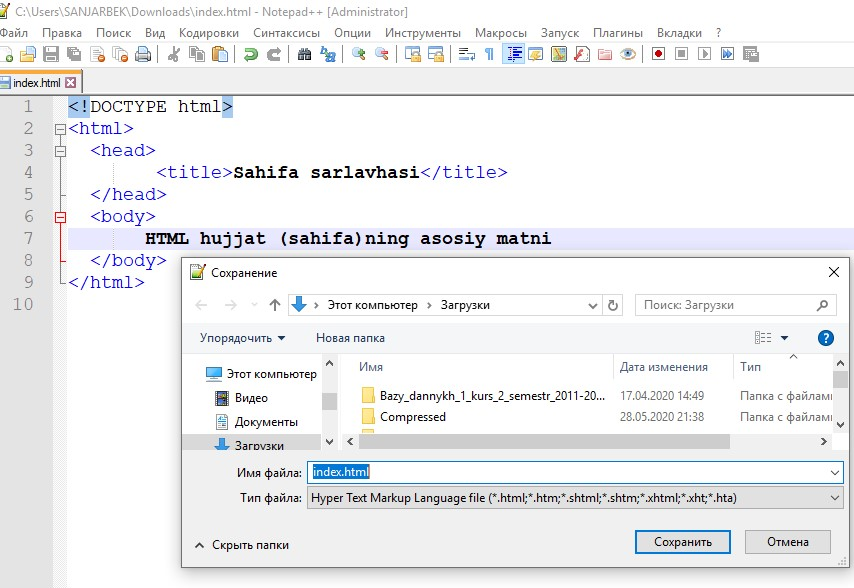 C:\Users\SANJARBEK\Downloads\index.html - Notepad++ [Administrator]
Файл Правка Поиск Вид Кодировки Синтаксисы Опции Инструменты Макросы Запуск Плагины Вкладки ?
index.html
1 <!DOCTYPE html>
2 <html>
3 <head>
4 <title>Sahifa sarlavhasi</title>
5 </head>
6 <body>
7 HTML hujjat (sahifa)ning asosiy matni
8 </body>
9 </html>
10
Сохранение
Этот компьютер › Загрузки
Поиск: Загрузки
Упорядочить Новая папка
Этот компьютер
Видео
Документы
Загрузки
Имя Дата изменения Тип
Bazy_dannykh_1_kurs_2_semestr_2011-20... 17.04.2020 14:49 Папка с файлами
Compressed 28.05.2020 21:38 Папка с файлами
Имя файла: index.html
Тип файла: Hyper Text Markup Language file (*.html;*.htm;*.shtml;*.shtm;*.xhtml;*.xht;*.hta)
Скрыть папки
Сохранить Отмена